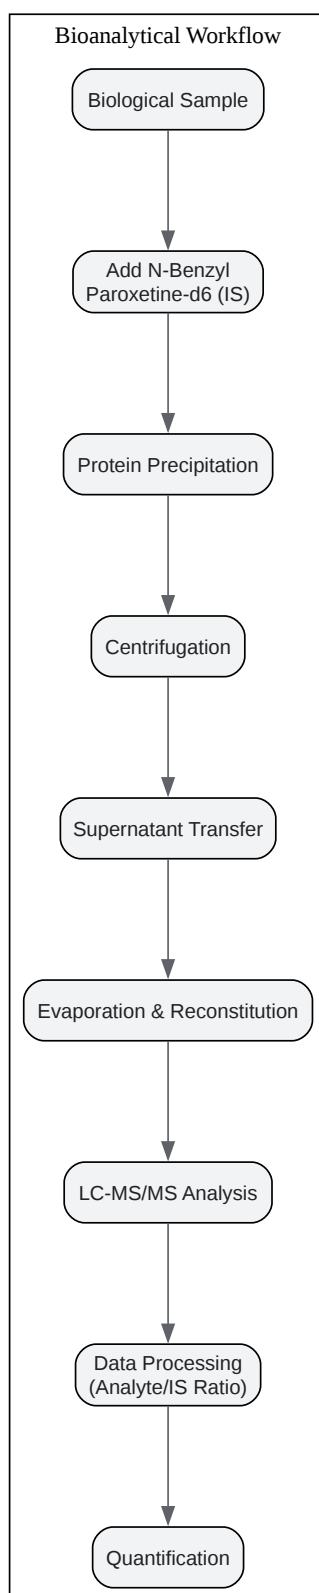 Bioanalytical Workflow
Biological Sample
Add N-Benzyl
Paroxetine-d6 (IS)
Protein Precipitation
Centrifugation
Supernatant Transfer
Evaporation & Reconstitution
LC-MS/MS Analysis
Data Processing
(Analyte/IS Ratio)
Quantification